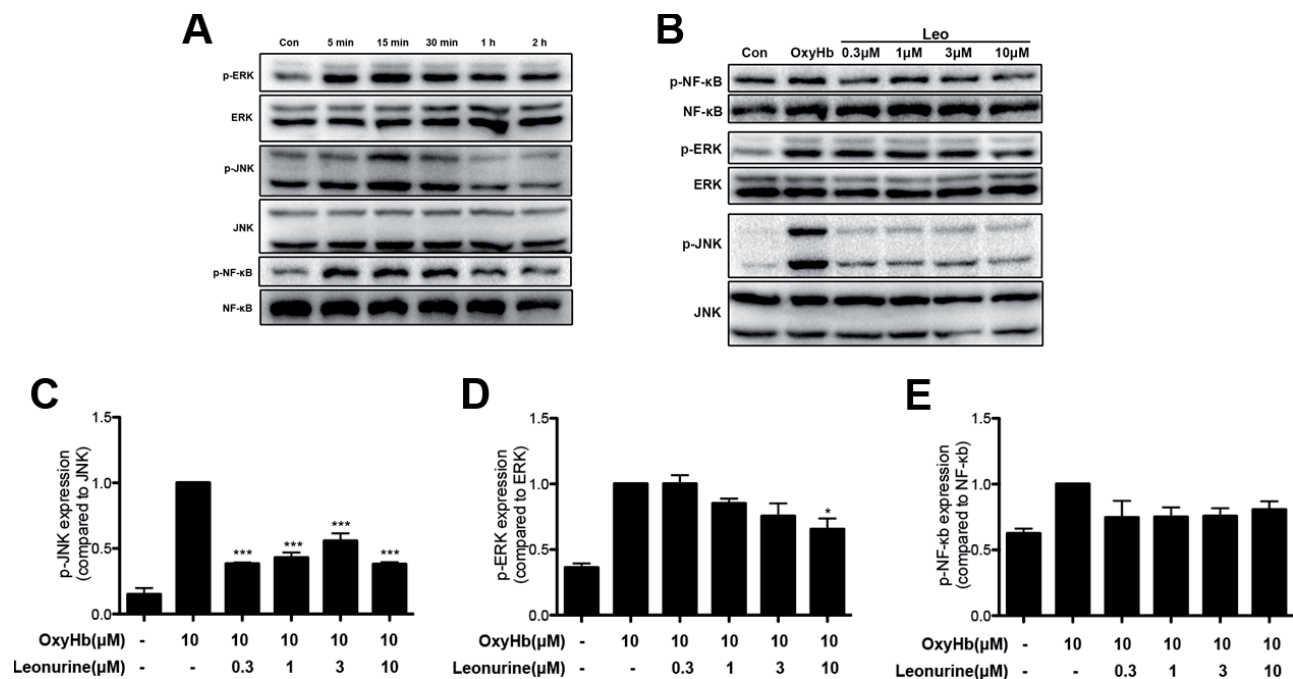 A
Con 5 min 15 min 30 min 1 h 2 h
p-ERK
ERK
p-JNK
JNK
p-NF-κB
NF-κB
B
Leo
Con OxyHb 0.3μM 1μM 3μM 10μM
p-NF-κB
NF-κB
p-ERK
ERK
p-JNK
JNK
C
p-JNK expression
(compared to JNK)
1.5
1.0
0.5
0.0
*** *** *** ***
OxyHb(μM) - 10 10 10 10 10
Leonurine(μM) - - 0.3 1 3 10
D
p-ERK expression
(compared to ERK)
1.5
1.0
0.5
0.0
*
OxyHb(μM) - 10 10 10 10 10
Leonurine(μM) - - 0.3 1 3 10
E
p-NF-κb expression
(compared to NF-κb)
1.5
1.0
0.5
0.0
OxyHb(μM) - 10 10 10 10 10
Leonurine(μM) - - 0.3 1 3 10